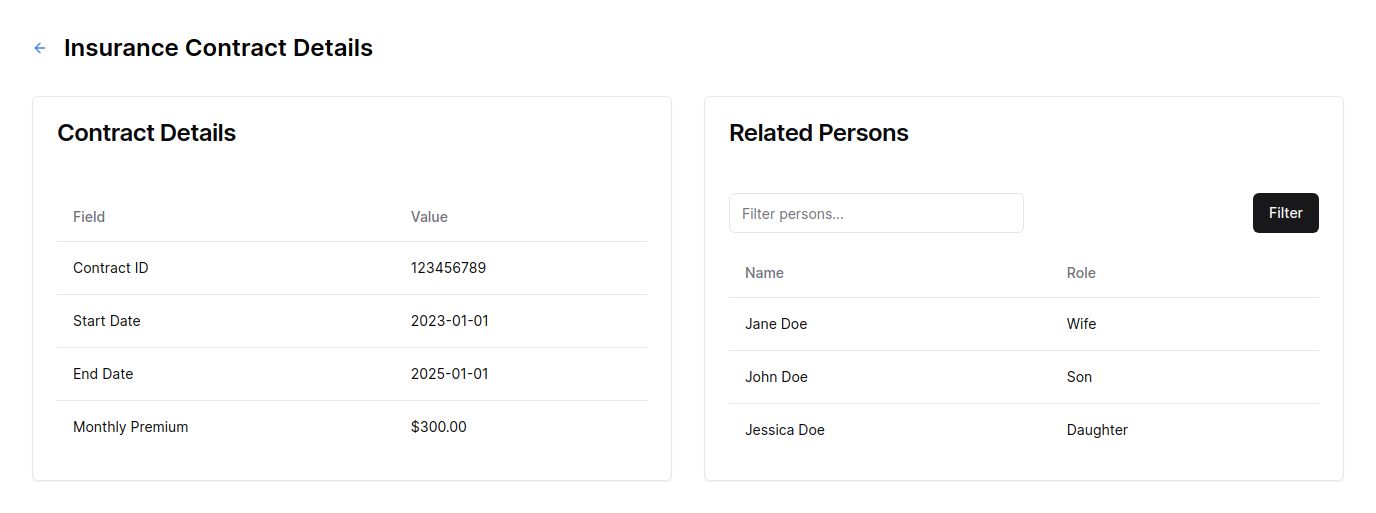 Insurance Contract Details
Contract Details
Field Value
Contract ID 123456789
Start Date 2023-01-01
End Date 2025-01-01
Monthly Premium $300.00
Related Persons
Filter persons... Filter
Name Role
Jane Doe Wife
John Doe Son
Jessica Doe Daughter